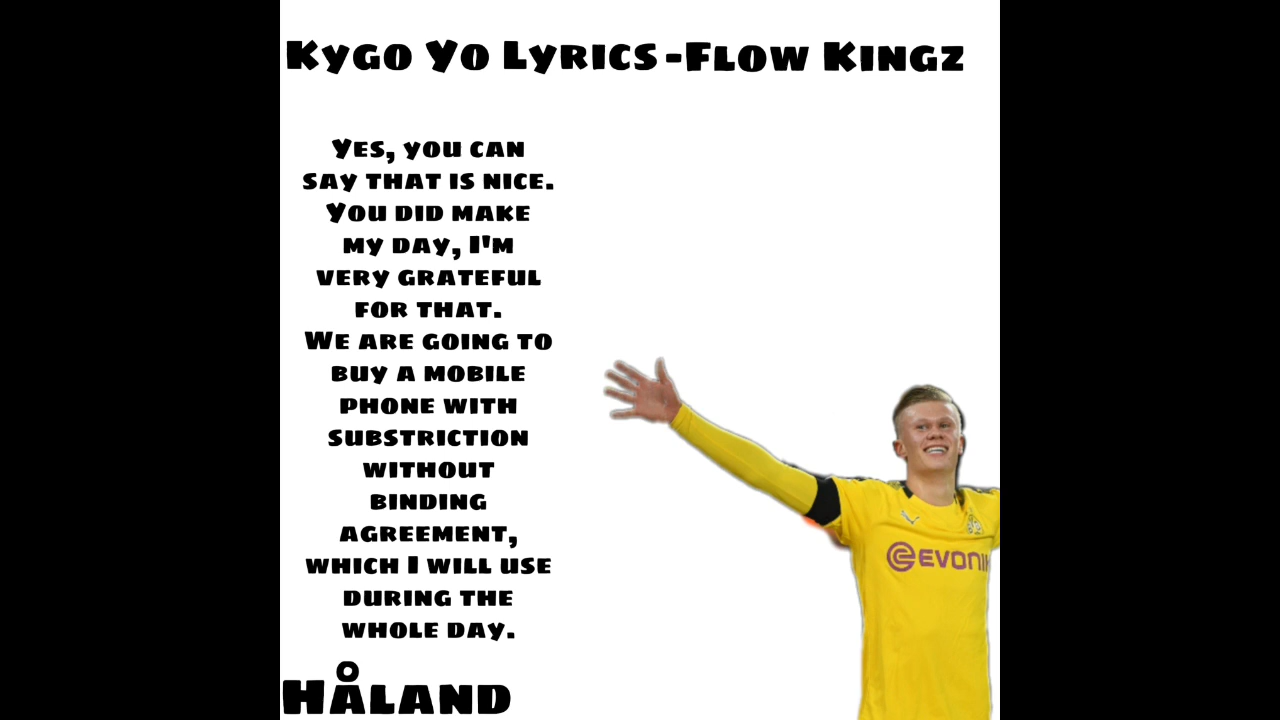 Kygo Yo Lyrics -Flow Kingz
Yes, you can
say that is nice.
You did make
my day, I'm
very grateful
for that.
We are going to
buy a mobile
phone with
substriction
without
binding
agreement,
which I will use
during the
whole day.
EVONIK
Håland